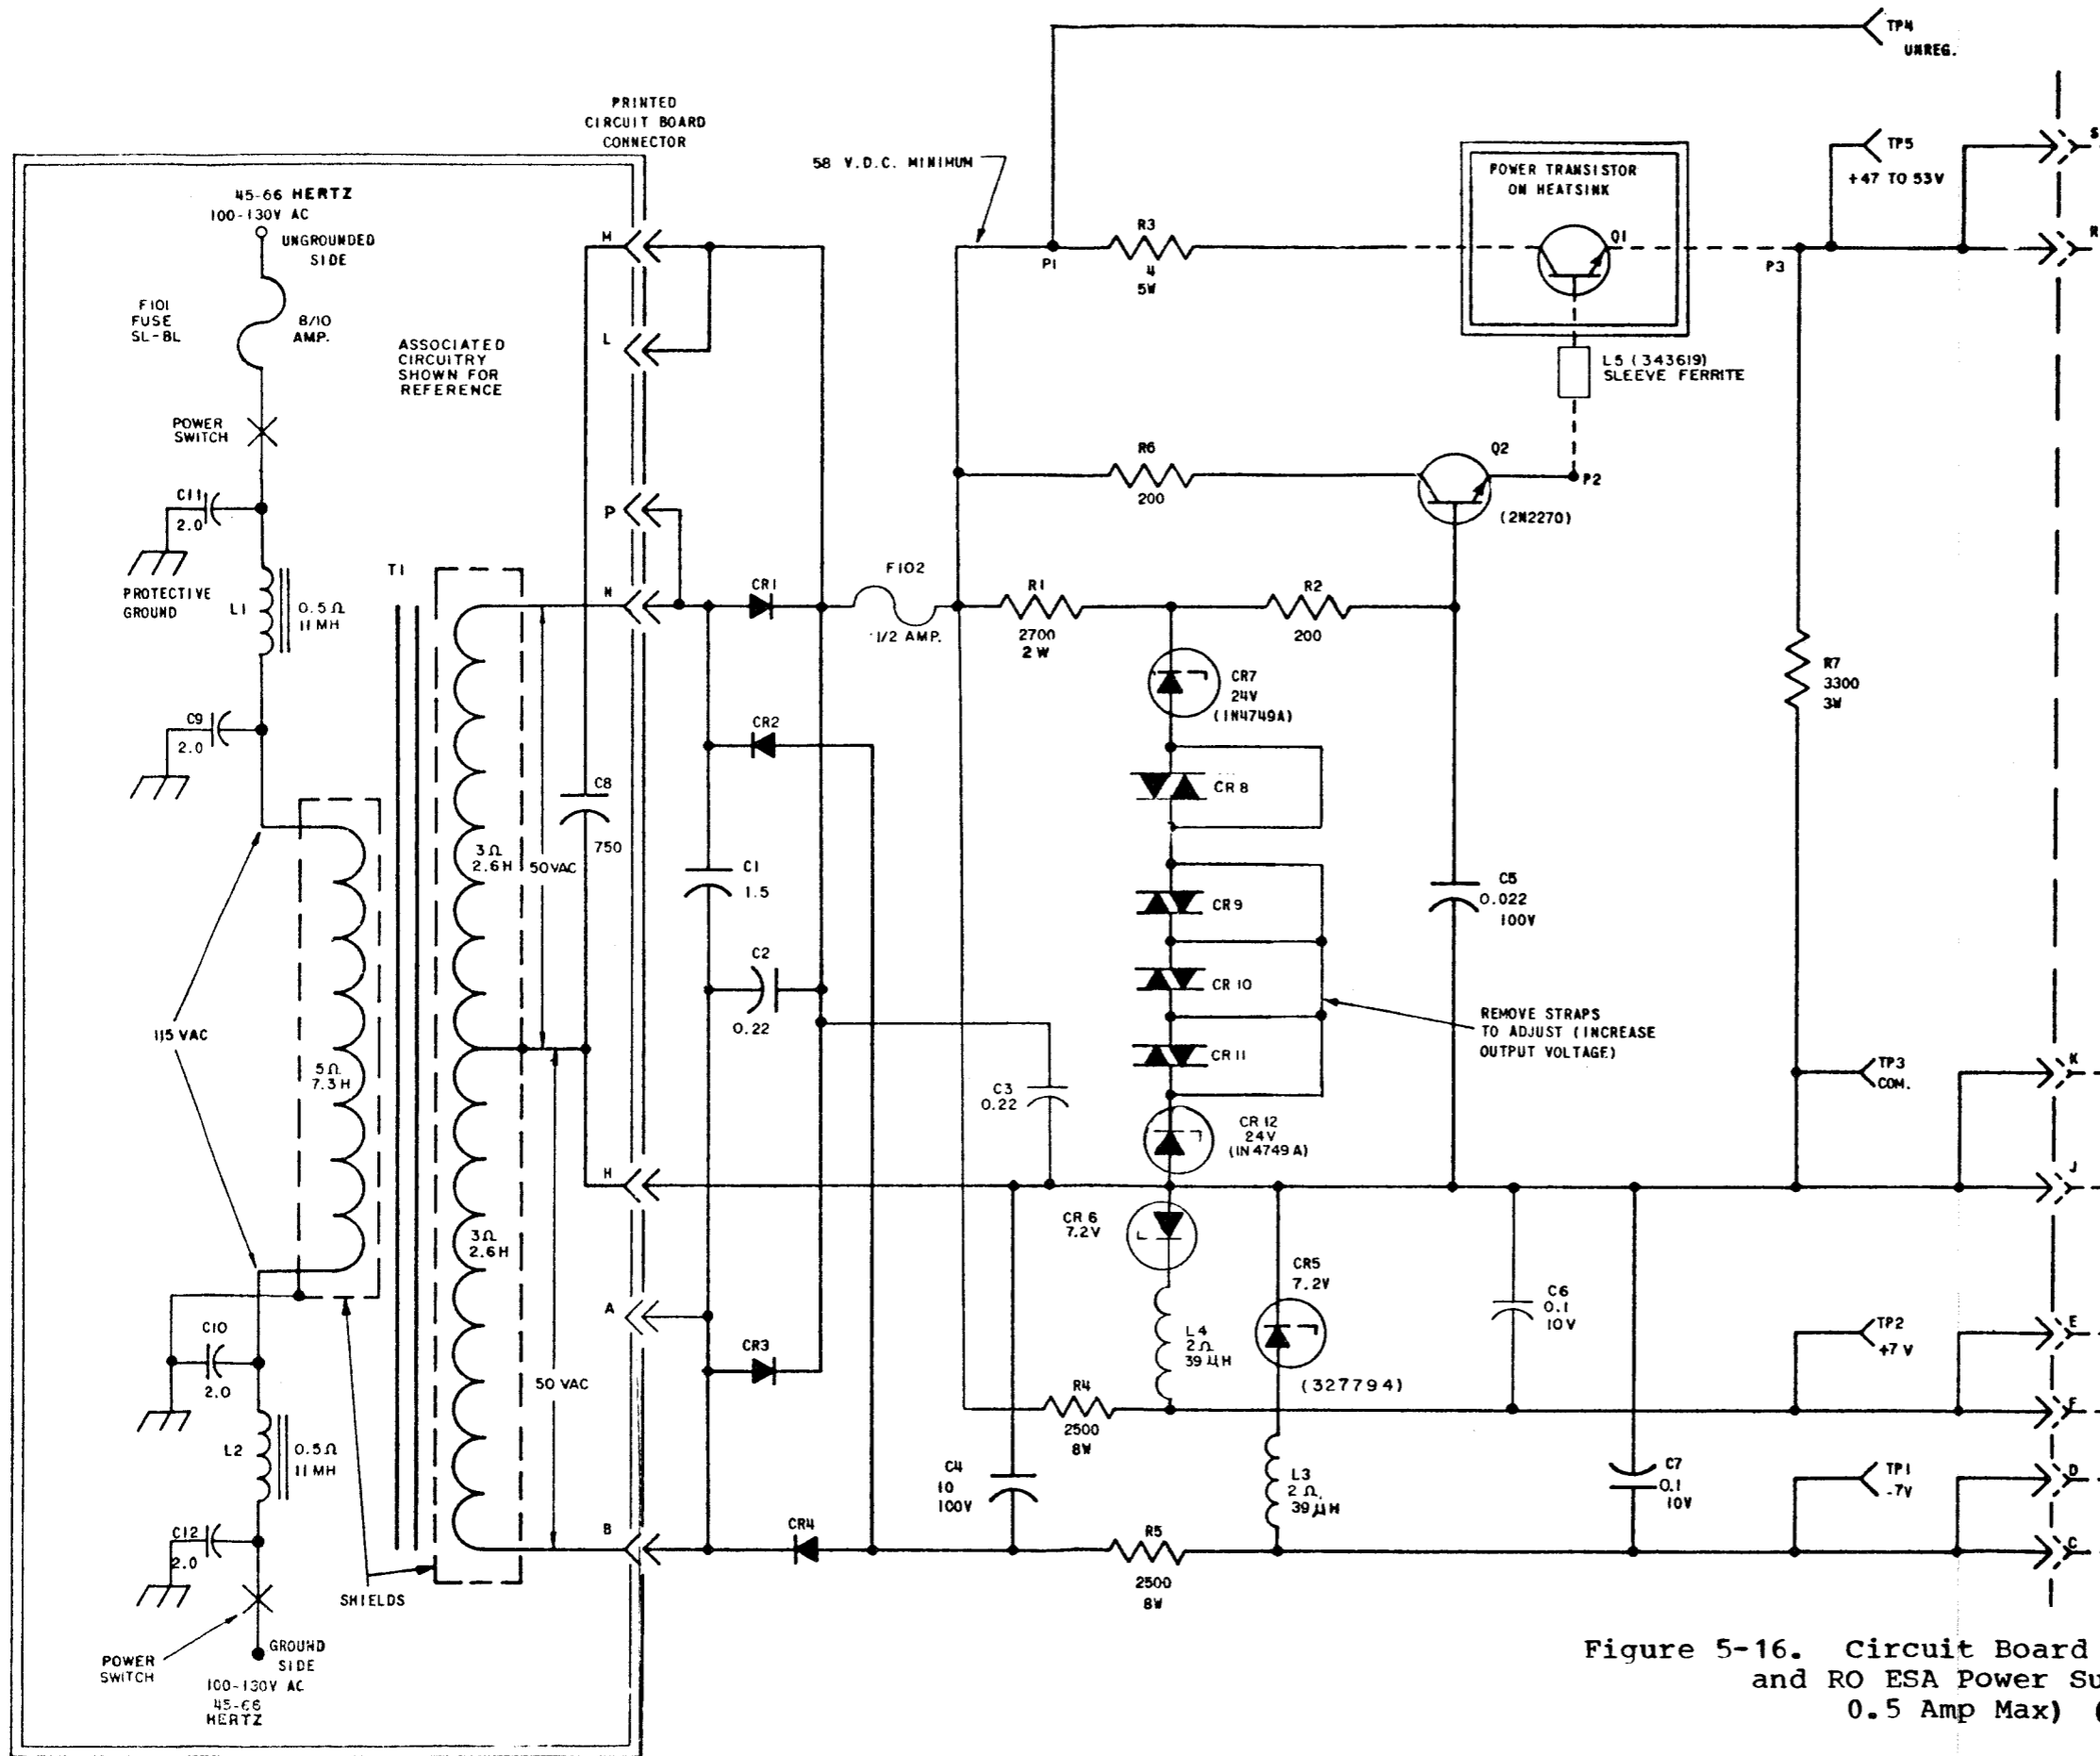 TP4
UNREG.
PRINTED
CIRCUIT BOARD
CONNECTOR
58 V.D.C. MINIMUM
TP5
+47 TO 53V
S
R
POWER TRANSISTOR
ON HEATSINK
Q1
45-66 HERTZ
100-130V AC
UNGROUNDED
SIDE
M
R3
4
5W
P1
P3
F101
FUSE
SL-BL
8/10
AMP.
ASSOCIATED
CIRCUITRY
SHOWN FOR
REFERENCE
L
L5 (343619)
SLEEVE FERRITE
POWER
SWITCH
R6
200
Q2
P2
(2N2270)
C11
2.0
P
PROTECTIVE
GROUND
L1
0.5Ω
11 MH
T1
N
CR1
F102
1/2 AMP.
R1
2700
2 W
R2
200
CR7
24V
(1N4749A)
R7
3300
3W
C9
2.0
CR2
C8
750
CR 8
3Ω
2.6H
50VAC
C1
1.5
CR9
C5
0.022
100V
C2
0.22
CR 10
115 VAC
REMOVE STRAPS
TO ADJUST (INCREASE
OUTPUT VOLTAGE)
CR 11
5Ω
7.3H
C3
0.22
TP3
COM.
K
CR 12
24V
(IN 4749 A)
H
J
3Ω
2.6H
CR 6
7.2V
CR5
7.2V
C6
0.1
10V
A
C10
2.0
CR3
L4
2Ω
39 μH
TP2
+7 V
E
50 VAC
(327794)
R4
2500
8W
F
L2
0.5Ω
11 MH
C4
10
100V
L3
2 Ω
39 μH
C7
0.1
10V
TP1
-7V
D
C12
2.0
B
CR4
R5
2500
8W
C
SHIELDS
POWER
SWITCH
GROUND
SIDE
100-130V AC
45-66
HERTZ
Figure 5-16. Circuit Board
and RO ESA Power Su
0.5 Amp Max) (